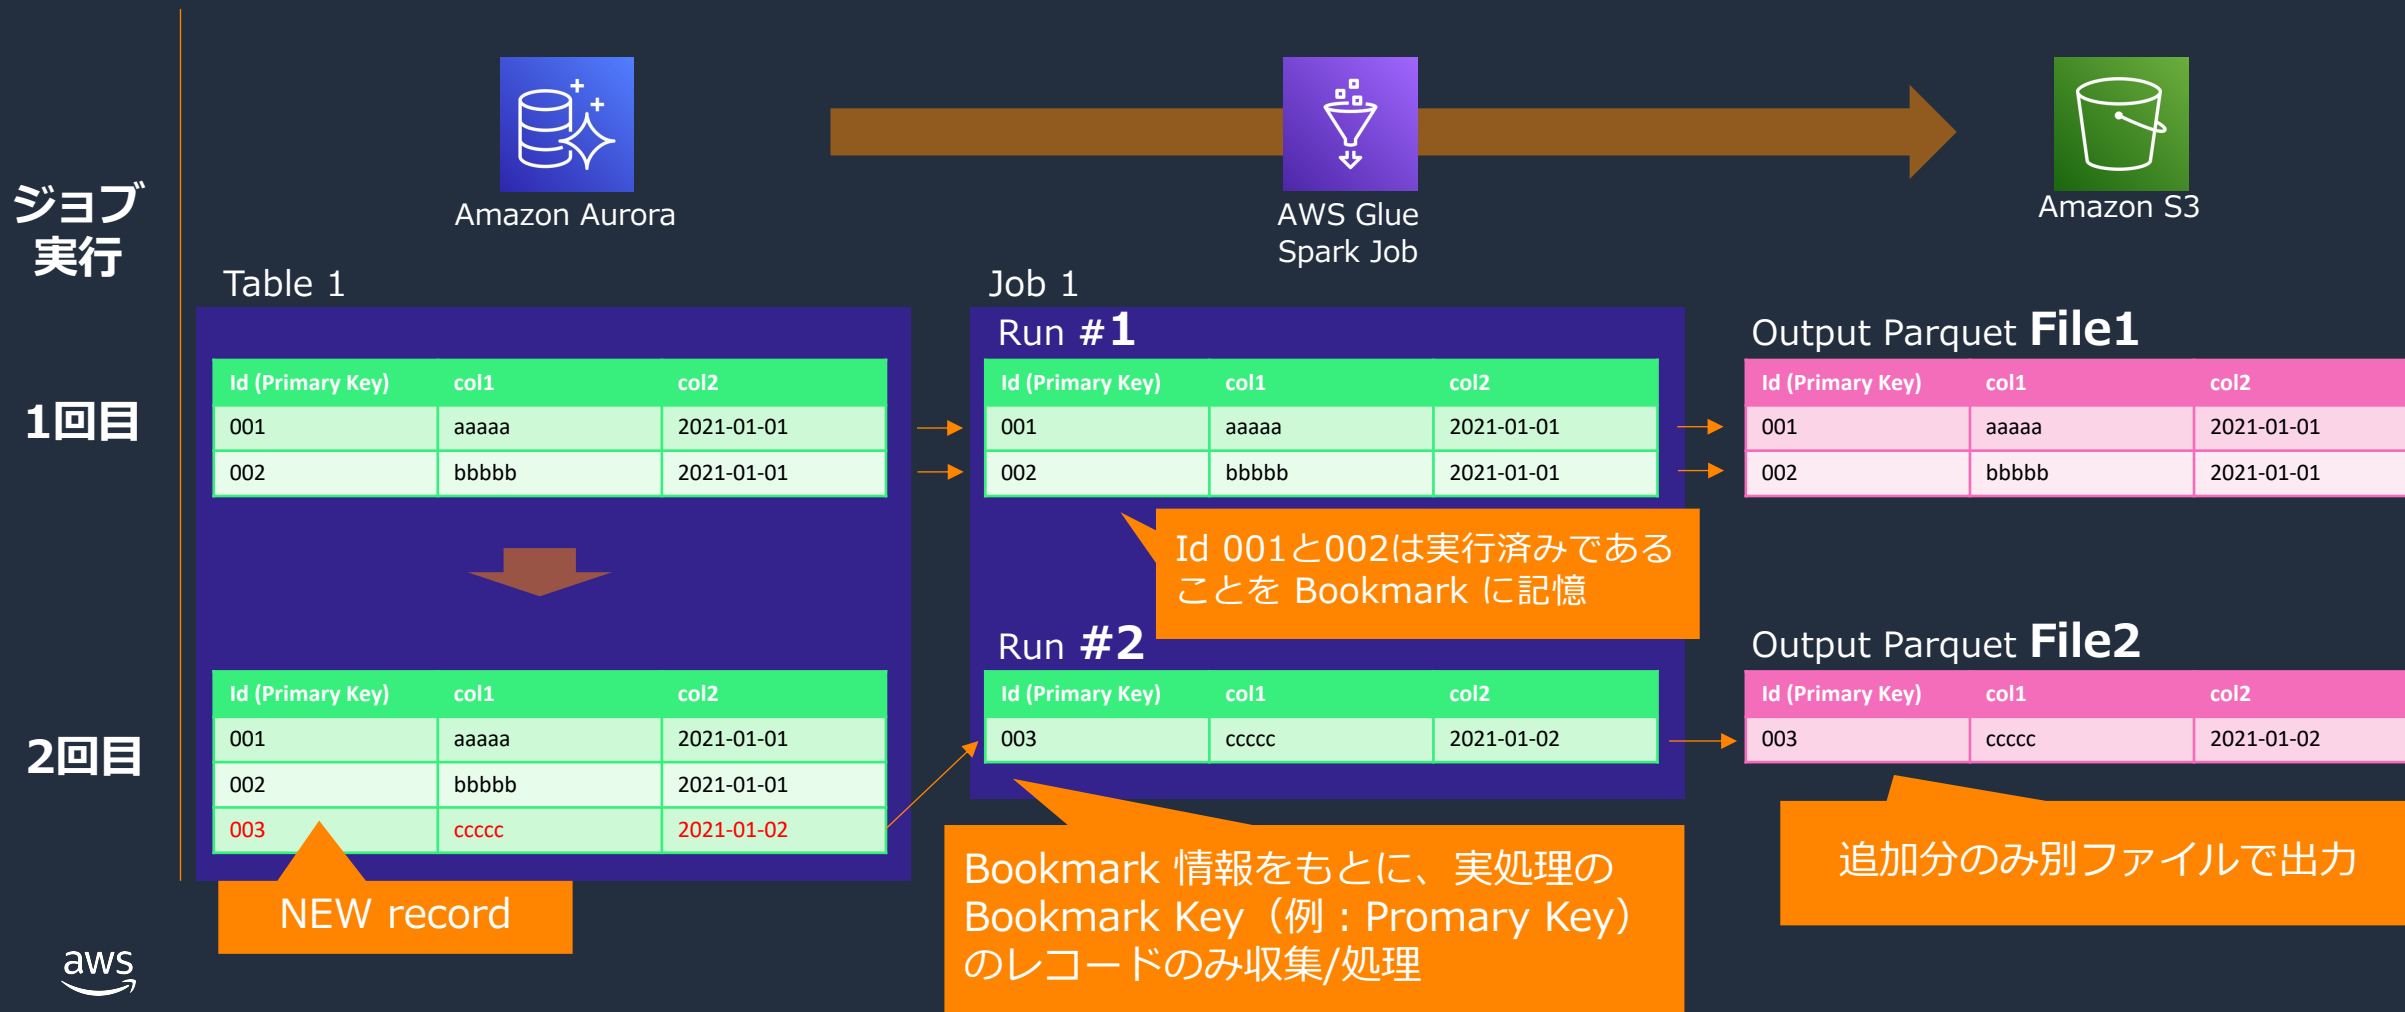 Amazon Aurora
AWS Glue
Spark Job
Amazon S3
ジョブ
実行
Table 1
Job 1
Run #1
Output Parquet File1
1回目
Id (Primary Key) col1 col2
001 aaaaa 2021-01-01
002 bbbbb 2021-01-01
Id (Primary Key) col1 col2
001 aaaaa 2021-01-01
002 bbbbb 2021-01-01
Id (Primary Key) col1 col2
001 aaaaa 2021-01-01
002 bbbbb 2021-01-01
Id 001と002は実行済みである
ことを Bookmark に記憶
Run #2
Output Parquet File2
2回目
Id (Primary Key) col1 col2
001 aaaaa 2021-01-01
002 bbbbb 2021-01-01
003 ccccc 2021-01-02
Id (Primary Key) col1 col2
003 ccccc 2021-01-02
Id (Primary Key) col1 col2
003 ccccc 2021-01-02
NEW record
Bookmark 情報をもとに、実処理の
Bookmark Key（例：Promary Key）
のレコードのみ収集/処理
追加分のみ別ファイルで出力
aws